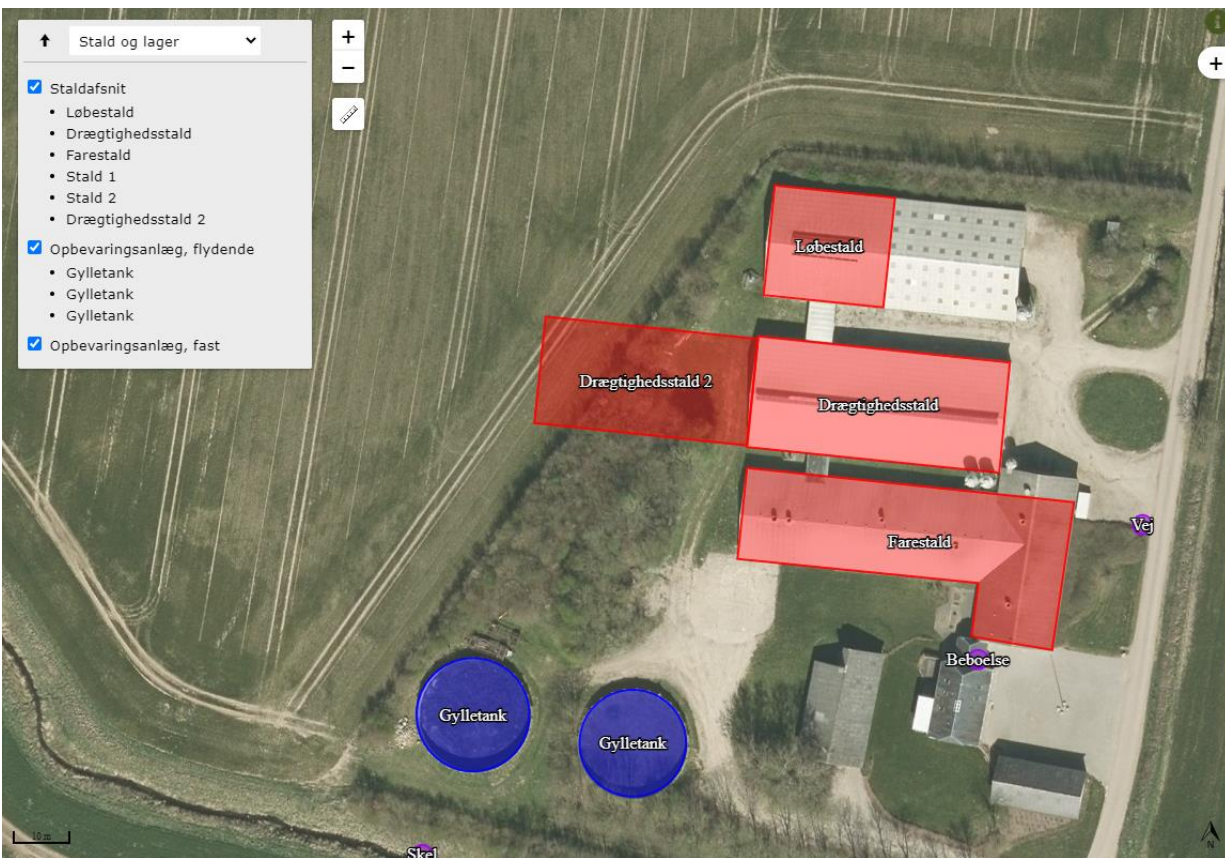 Stald og lager
Staldafsnit
Løbestald
Drægtighedsstald
Farestald
Stald 1
Stald 2
Drægtighedsstald 2
Opbevaringsanlæg, flydende
Gylletank
Gylletank
Gylletank
Opbevaringsanlæg, fast
+
−
+
Løbestald
Drægtighedsstald 2
Drægtighedsstald
Vej
Farestald
Beboelse
Gylletank
Gylletank
10 m
N
Skel